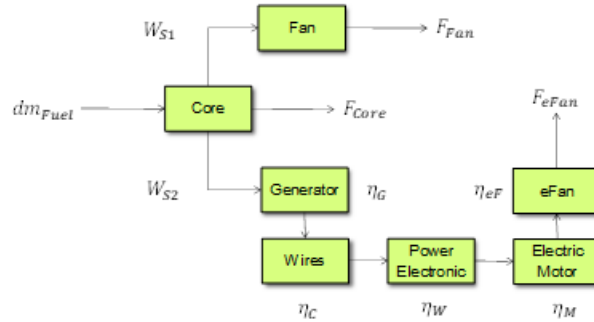 W_{S1}
Fan
F_{Fan}
dm_{Fuel}
Core
F_{Core}
F_{eFan}
W_{S2}
Generator
η_G
η_{eF}
eFan
Wires
Power
Electronic
Electric
Motor
η_C
η_W
η_M